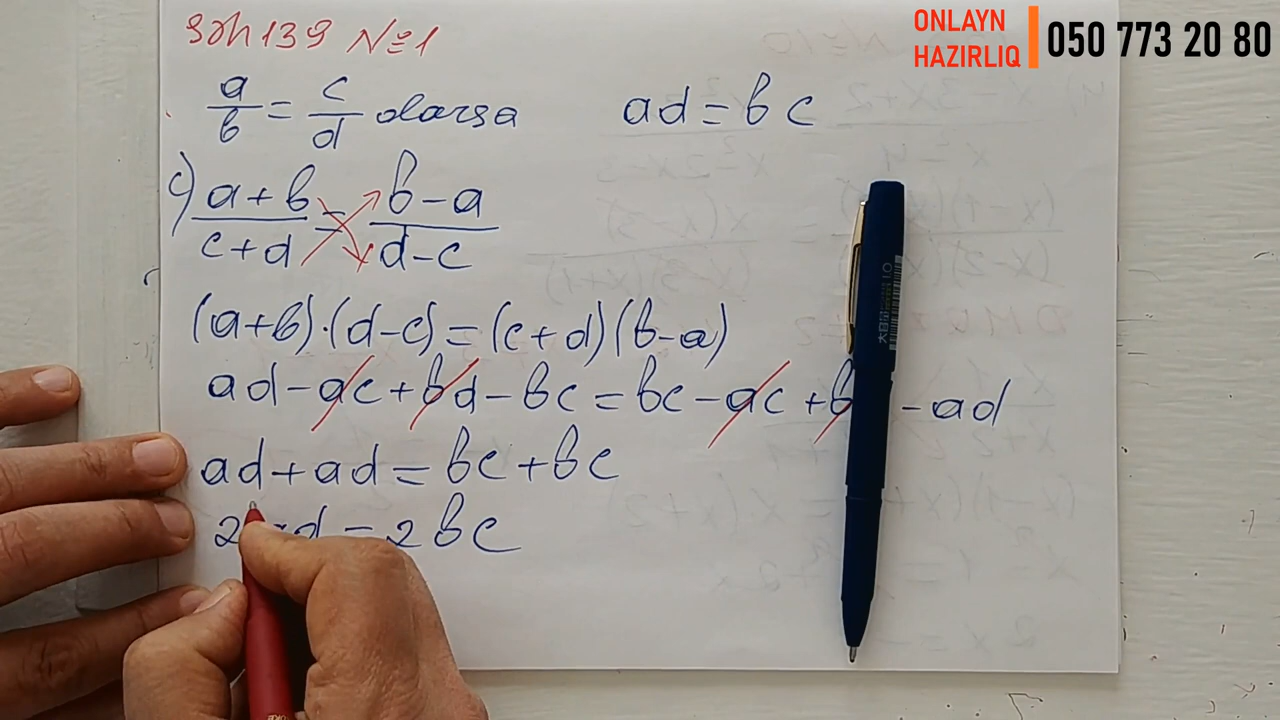 ONLAYN HAZIRLIQ 050 773 20 80
səh 139 №1
a/b = c/d olarsa ad = bc
c) (a+b)/(c+d) = (b-a)/(d-c)
(a+b)·(d-c) = (c+d)(b-a)
ad - ac + bd - bc = bc - ac + b - ad
ad + ad = bc + bc
2ad = 2bc